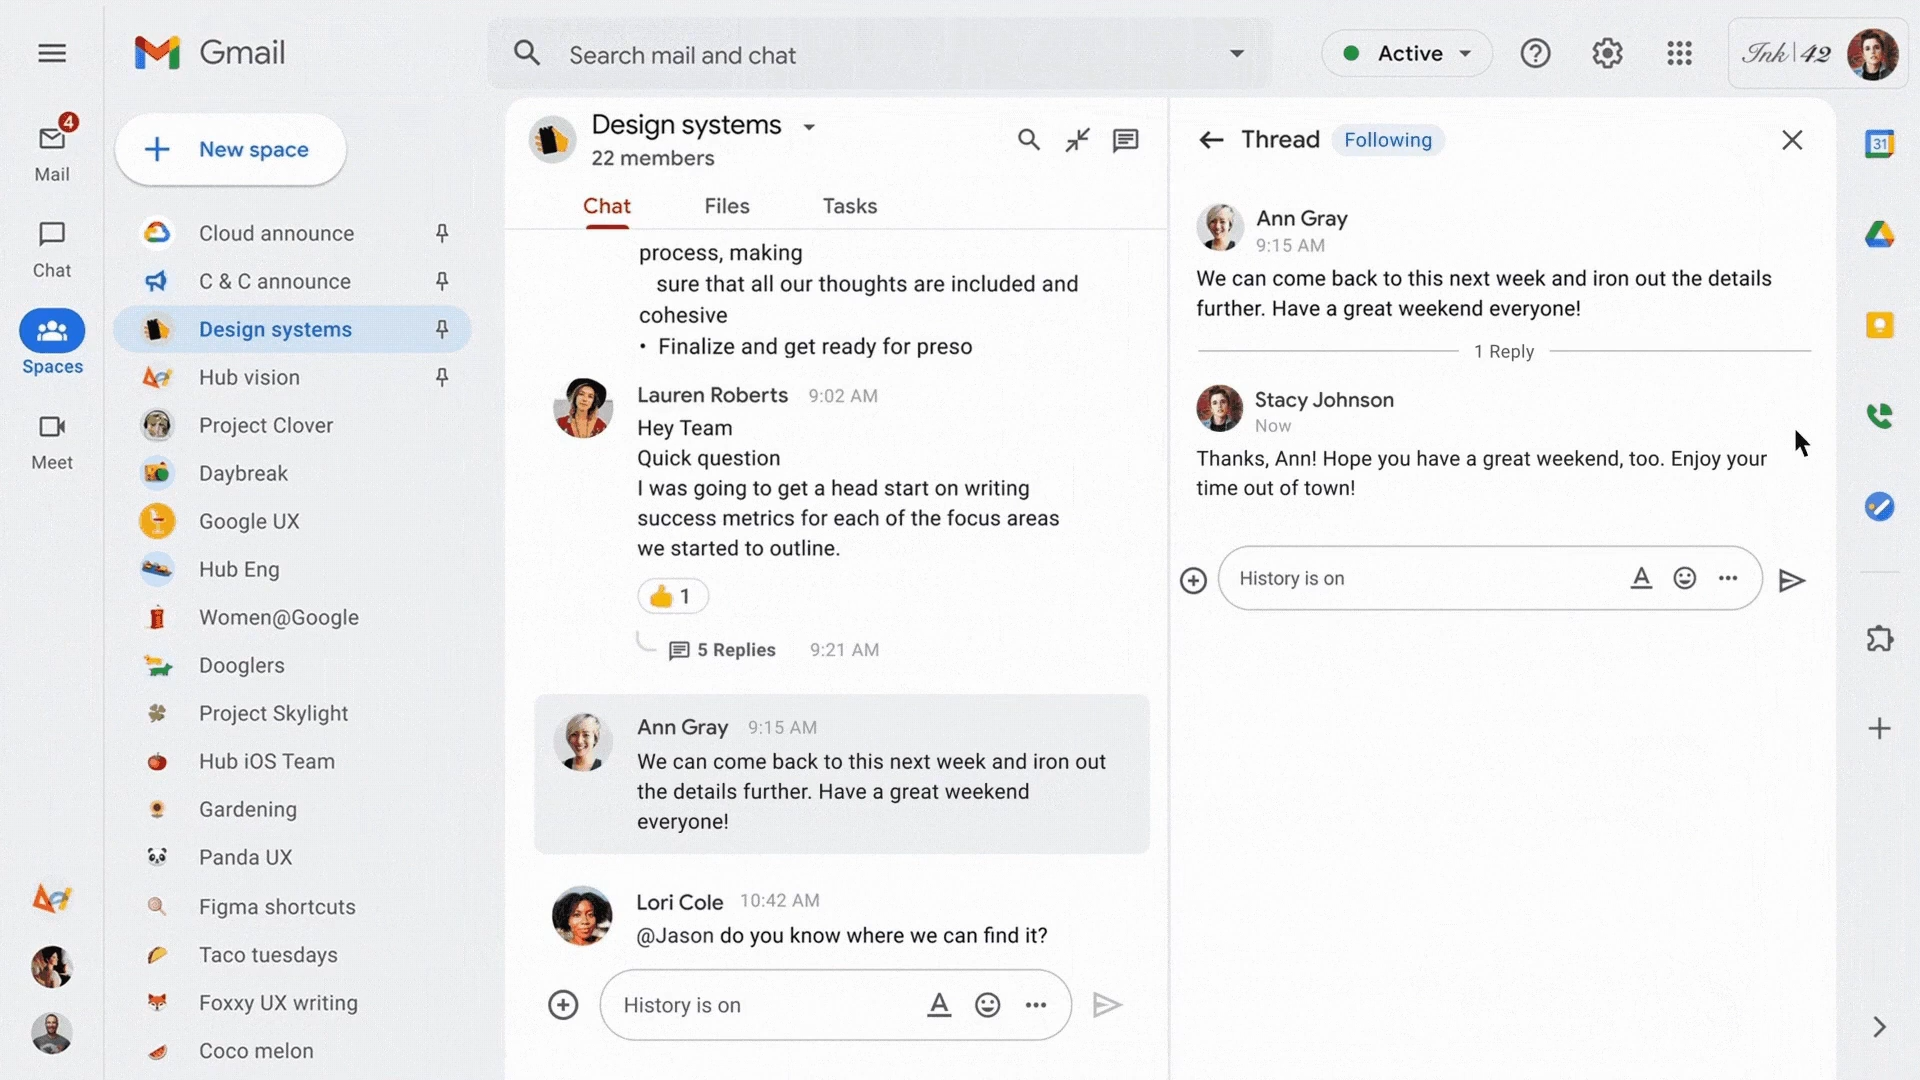 Gmail
Search mail and chat
Active
Ink|42
4
Mail
Chat
Spaces
Meet
New space
Cloud announce
C & C announce
Design systems
Hub vision
Project Clover
Daybreak
Google UX
Hub Eng
Women@Google
Dooglers
Project Skylight
Hub iOS Team
Gardening
Panda UX
Figma shortcuts
Taco tuesdays
Foxxy UX writing
Coco melon
Design systems
22 members
Chat Files Tasks
process, making
sure that all our thoughts are included and
cohesive
• Finalize and get ready for preso
Lauren Roberts 9:02 AM
Hey Team
Quick question
I was going to get a head start on writing
success metrics for each of the focus areas
we started to outline.
👍 1
5 Replies 9:21 AM
Ann Gray 9:15 AM
We can come back to this next week and iron out
the details further. Have a great weekend
everyone!
Lori Cole 10:42 AM
@Jason do you know where we can find it?
History is on
Thread Following
Ann Gray
9:15 AM
We can come back to this next week and iron out the details
further. Have a great weekend everyone!
1 Reply
Stacy Johnson
Now
Thanks, Ann! Hope you have a great weekend, too. Enjoy your
time out of town!
History is on
31